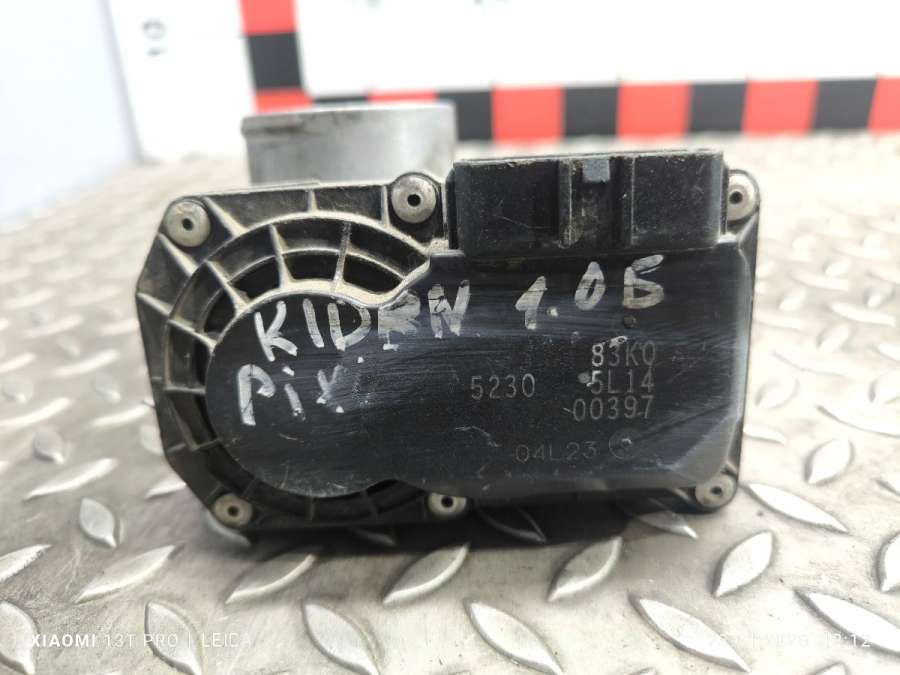 KIDRN 1.0Б
Pix
83K0
5230 5L14
00397
04L23
XIAOMI 13T PRO | LEICA